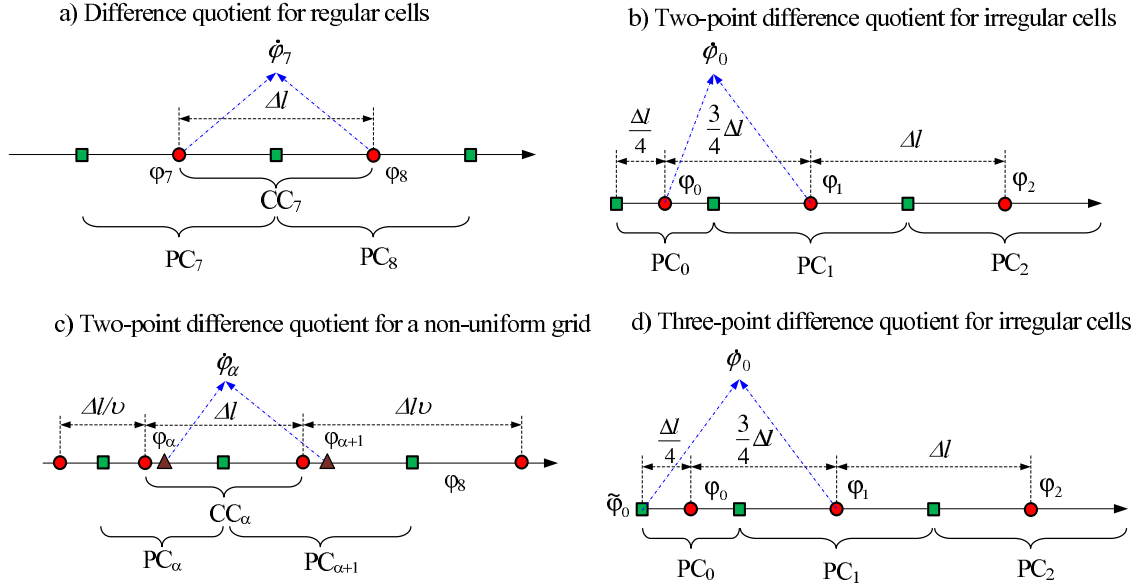 a) Difference quotient for regular cells
φ̇₇
Δl
φ₇ φ₈
CC₇
PC₇ PC₈
b) Two-point difference quotient for irregular cells
φ̇₀
Δl/4 3/4 Δl Δl
φ₀ φ₁ φ₂
PC₀ PC₁ PC₂
c) Two-point difference quotient for a non-uniform grid
φ̇α
Δl/υ Δl Δlυ
φα φα+1
φ₈
CCα
PCα PCα+1
d) Three-point difference quotient for irregular cells
φ̇₀
Δl/4 3/4 Δl Δl
φ̃₀ φ₀ φ₁ φ₂
PC₀ PC₁ PC₂